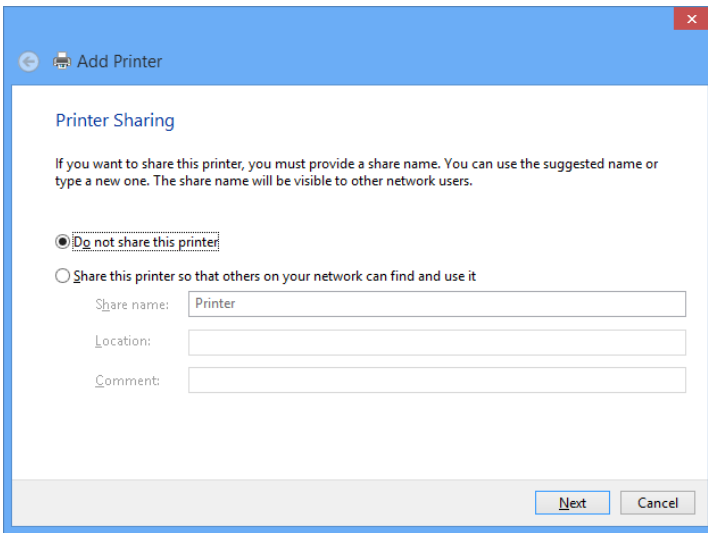 Add Printer
Printer Sharing
If you want to share this printer, you must provide a share name. You can use the suggested name or
type a new one. The share name will be visible to other network users.
Do not share this printer
Share this printer so that others on your network can find and use it
Share name: Printer
Location:
Comment:
Next Cancel